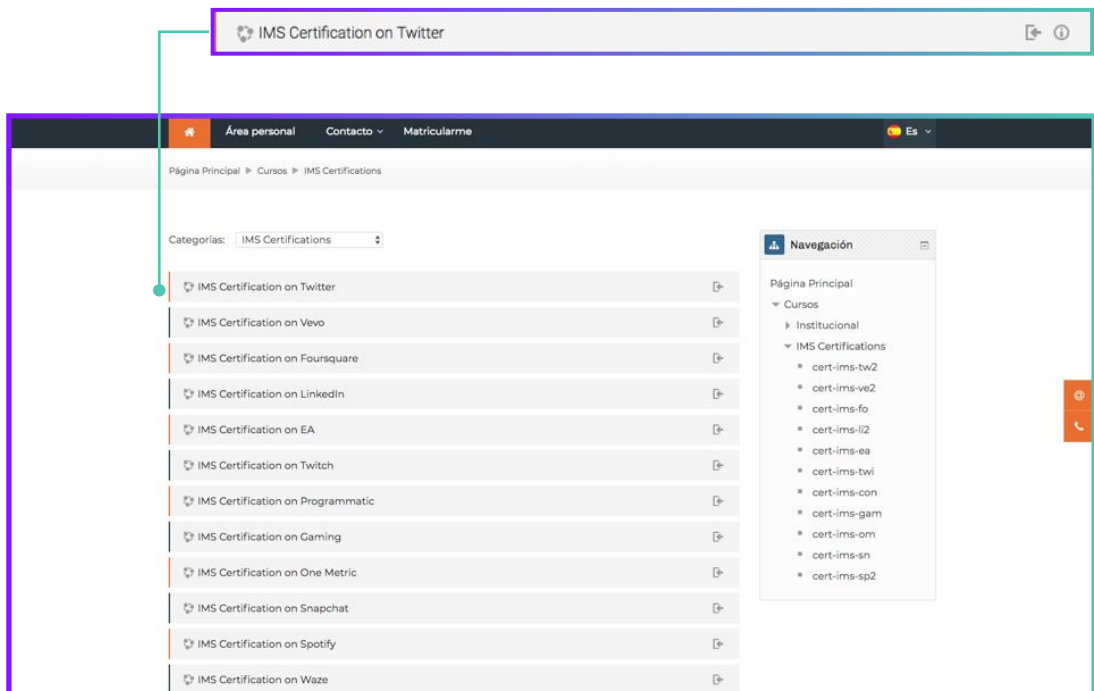 IMS Certification on Twitter
Área personal Contacto Matricularme Es
Página Principal Cursos IMS Certifications
Categorías: IMS Certifications
IMS Certification on Twitter
IMS Certification on Vevo
IMS Certification on Foursquare
IMS Certification on LinkedIn
IMS Certification on EA
IMS Certification on Twitch
IMS Certification on Programmatic
IMS Certification on Gaming
IMS Certification on One Metric
IMS Certification on Snapchat
IMS Certification on Spotify
IMS Certification on Waze
Navegación
Página Principal
Cursos
Institucional
IMS Certifications
cert-ims-tw2
cert-ims-ve2
cert-ims-fo
cert-ims-li2
cert-ims-ea
cert-ims-twi
cert-ims-con
cert-ims-gam
cert-ims-om
cert-ims-sn
cert-ims-sp2
@